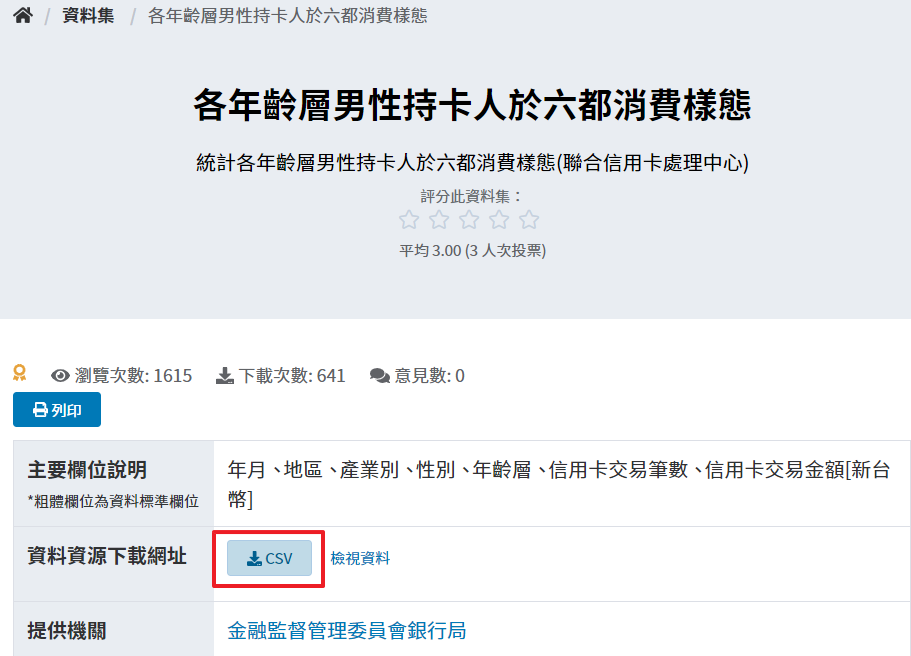 / 資料集 / 各年齡層男性持卡人於六都消費樣態
各年齡層男性持卡人於六都消費樣態
統計各年齡層男性持卡人於六都消費樣態(聯合信用卡處理中心)
評分此資料集：
平均 3.00 (3 人次投票)
瀏覽次數: 1615 下載次數: 641 意見數: 0
列印
主要欄位說明
*粗體欄位為資料標準欄位
年月、地區、產業別、性別、年齡層、信用卡交易筆數、信用卡交易金額[新台
幣]
資料資源下載網址
CSV 檢視資料
提供機關
金融監督管理委員會銀行局